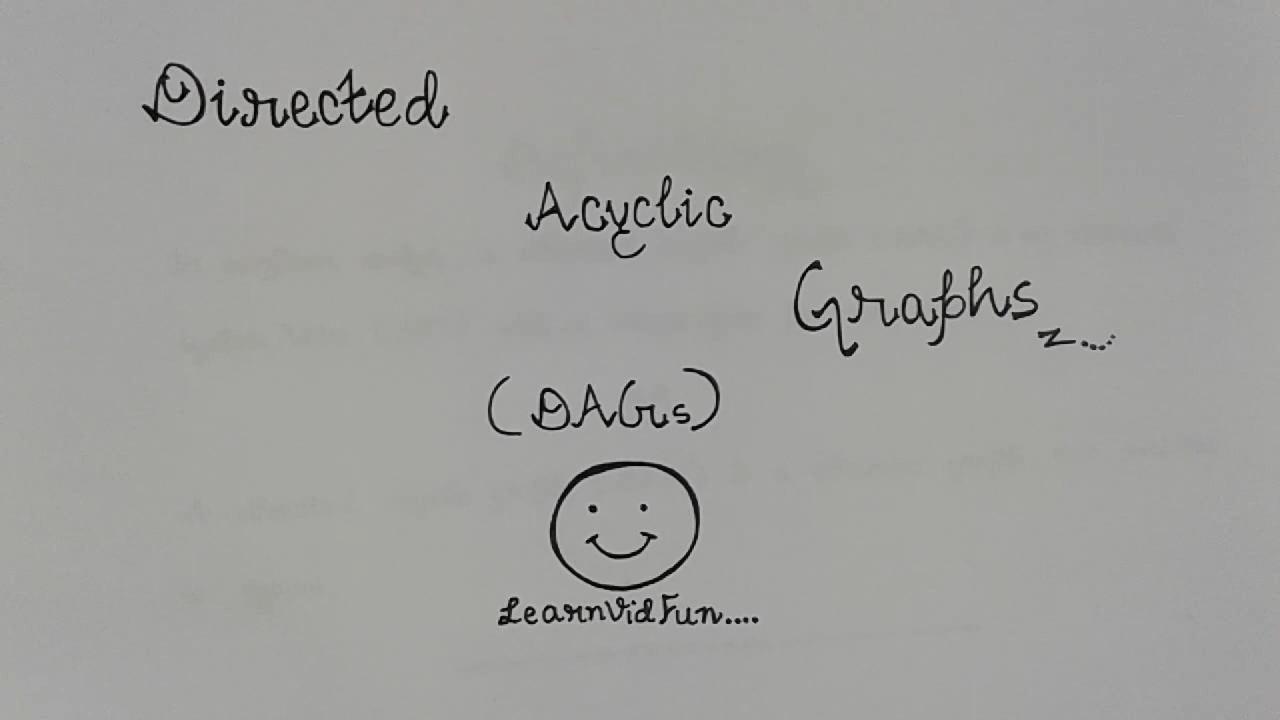 Directed
Acyclic
Graphs
(DAGs)
LearnVidFun....